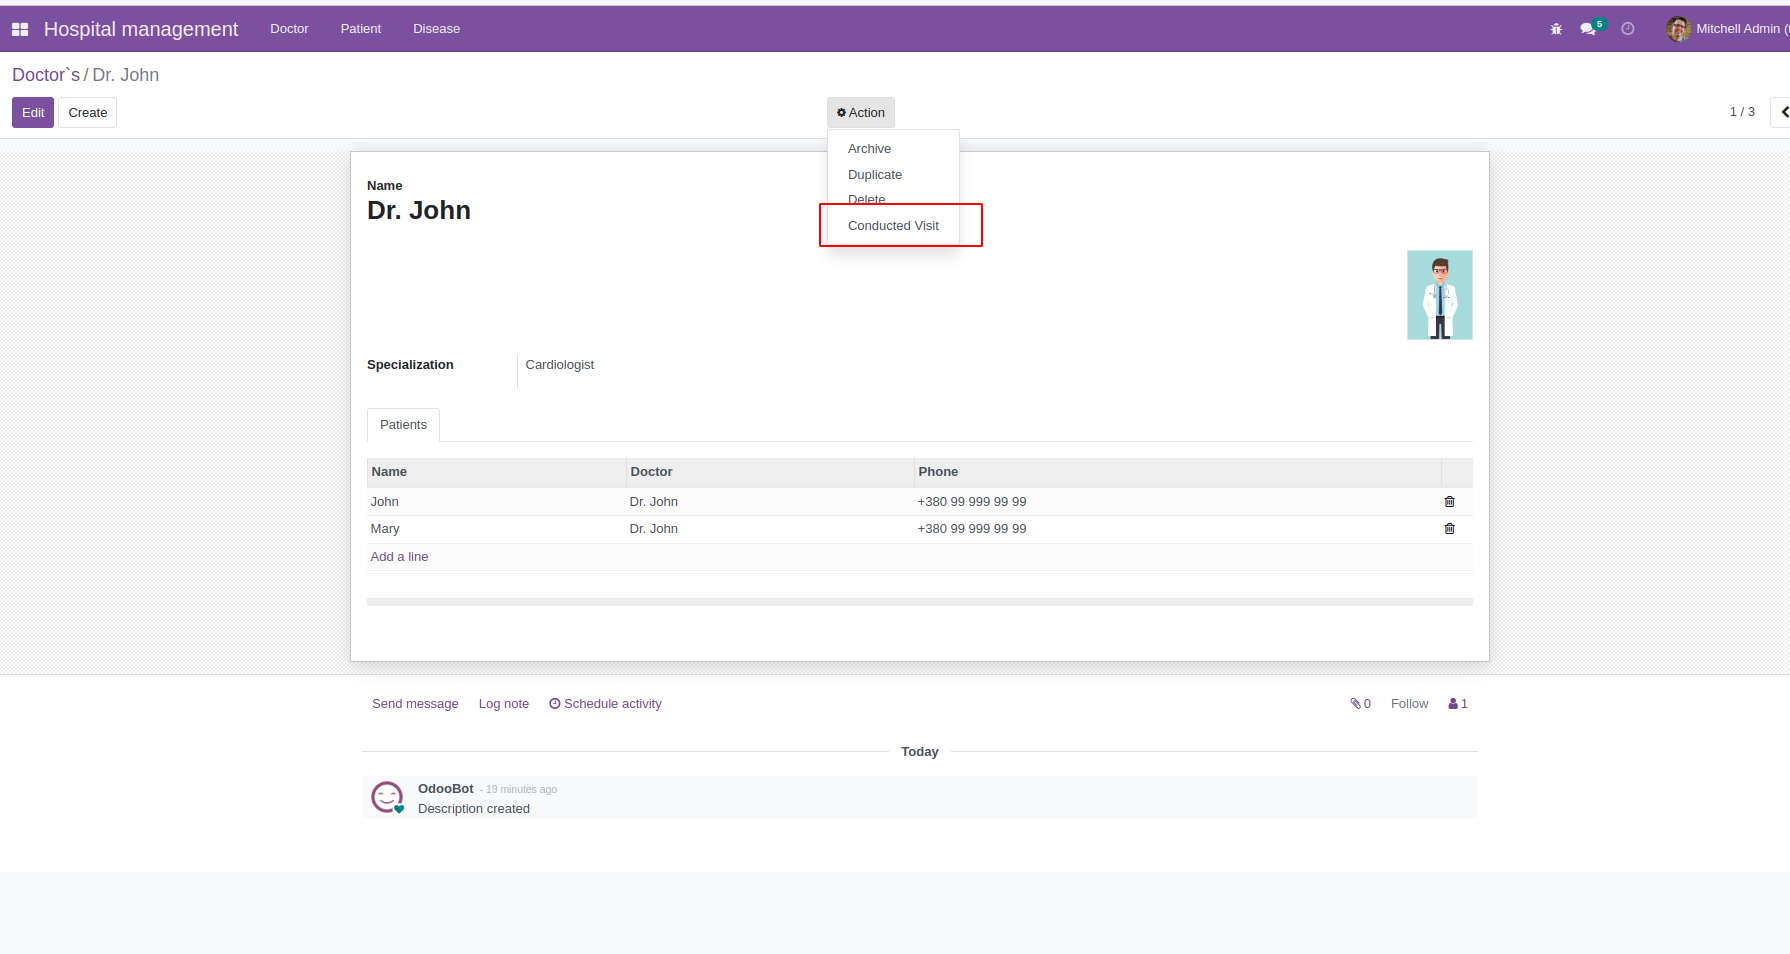 Hospital management Doctor Patient Disease 5 Mitchell Admin (
Doctor`s / Dr. John
Edit Create Action 1 / 3
Archive
Duplicate
Delete
Conducted Visit
Name
Dr. John
Specialization Cardiologist
Patients
Name Doctor Phone
John Dr. John +380 99 999 99 99
Mary Dr. John +380 99 999 99 99
Add a line
Send message Log note Schedule activity 0 Follow 1
Today
OdooBot - 19 minutes ago
Description created